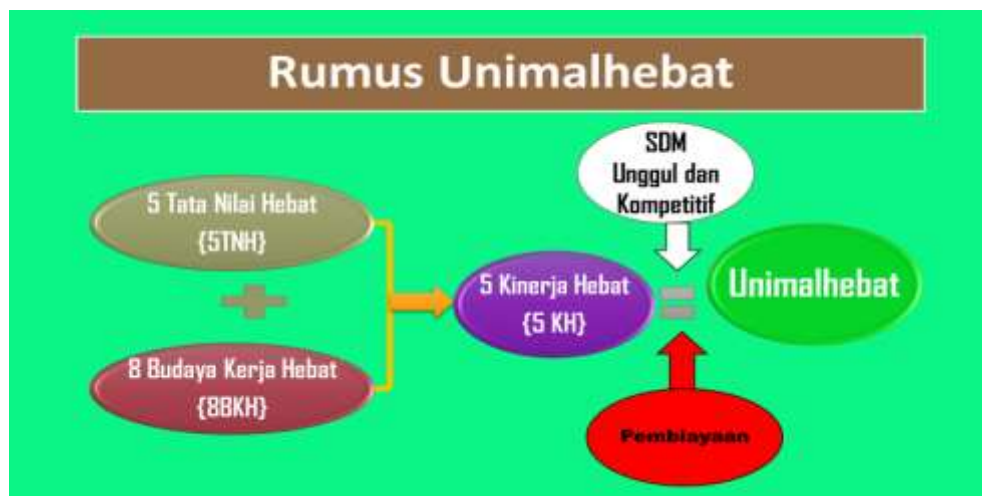 Rumus Unimalhebat
SDM
Unggul dan
Kompetitif
5 Tata Nilai Hebat
{5TNH}
5 Kinerja Hebat
{5 KH}
Unimalhebat
8 Budaya Kerja Hebat
{8BKH}
Pembiayaan